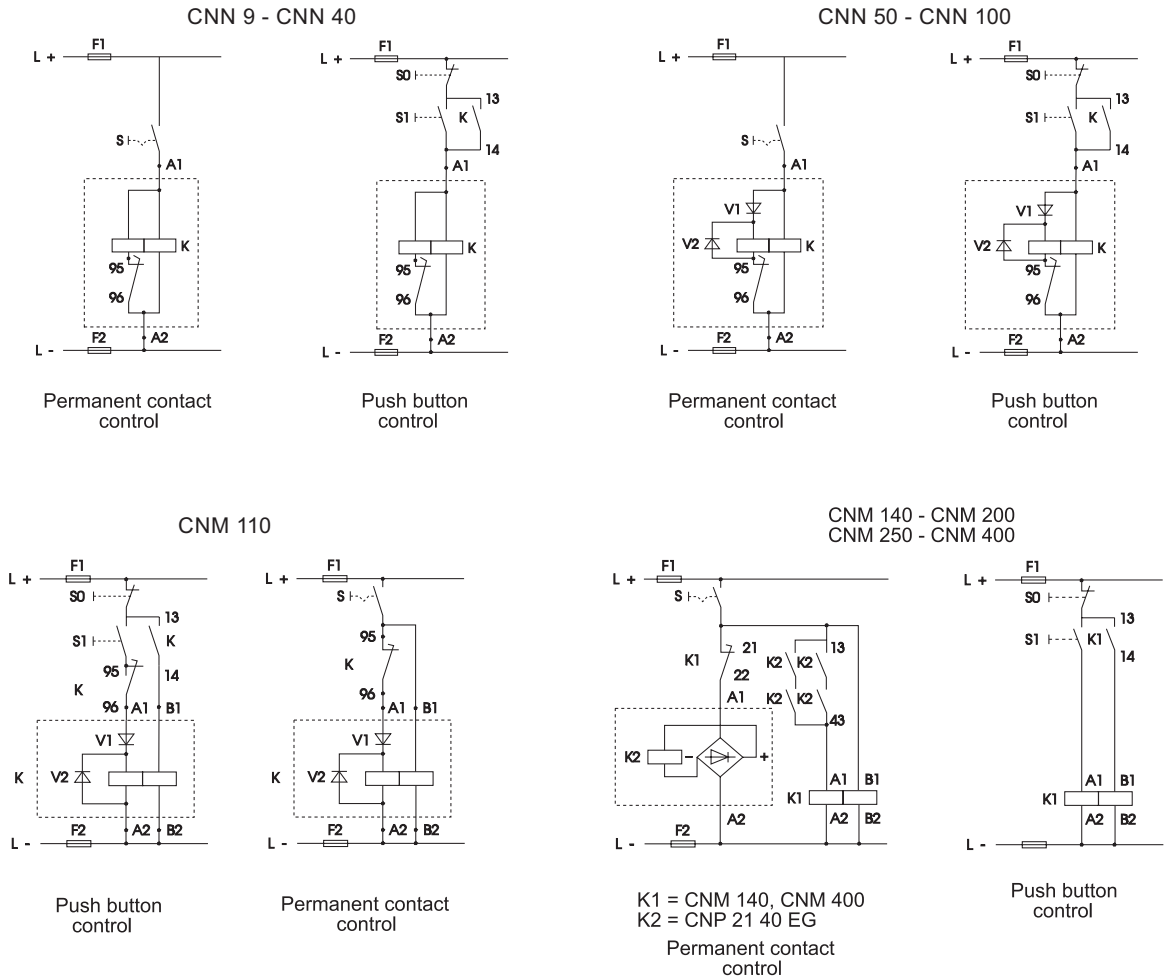 CNN 9 - CNN 40
F1
L +
S
A1
K
95
96
F2
A2
L -
Permanent contact
control
F1
L +
S0
13
S1
K
14
A1
K
95
96
F2
A2
L -
Push button
control
CNN 50 - CNN 100
F1
L +
S
A1
V1
V2
K
95
96
F2
A2
L -
Permanent contact
control
F1
L +
S0
13
S1
K
14
A1
V1
V2
K
95
96
F2
A2
L -
Push button
control
CNM 110
F1
L +
S0
13
S1
K
95
14
K
96
A1
B1
V1
K
V2
F2
A2
B2
L -
Push button
control
F1
L +
S
95
K
96
A1
B1
V1
V2
F2
A2
B2
L -
Permanent contact
control
CNM 140 - CNM 200
CNM 250 - CNM 400
F1
L +
S
21
13
K1
K2
K2
22
A1
K2
K2
43
K2
-
+
A1
B1
K1
A2
A2
B2
F2
L -
K1 = CNM 140, CNM 400
K2 = CNP 21 40 EG
Permanent contact
control
F1
L +
S0
13
S1
K1
14
A1
B1
K1
A2
B2
L -
Push button
control